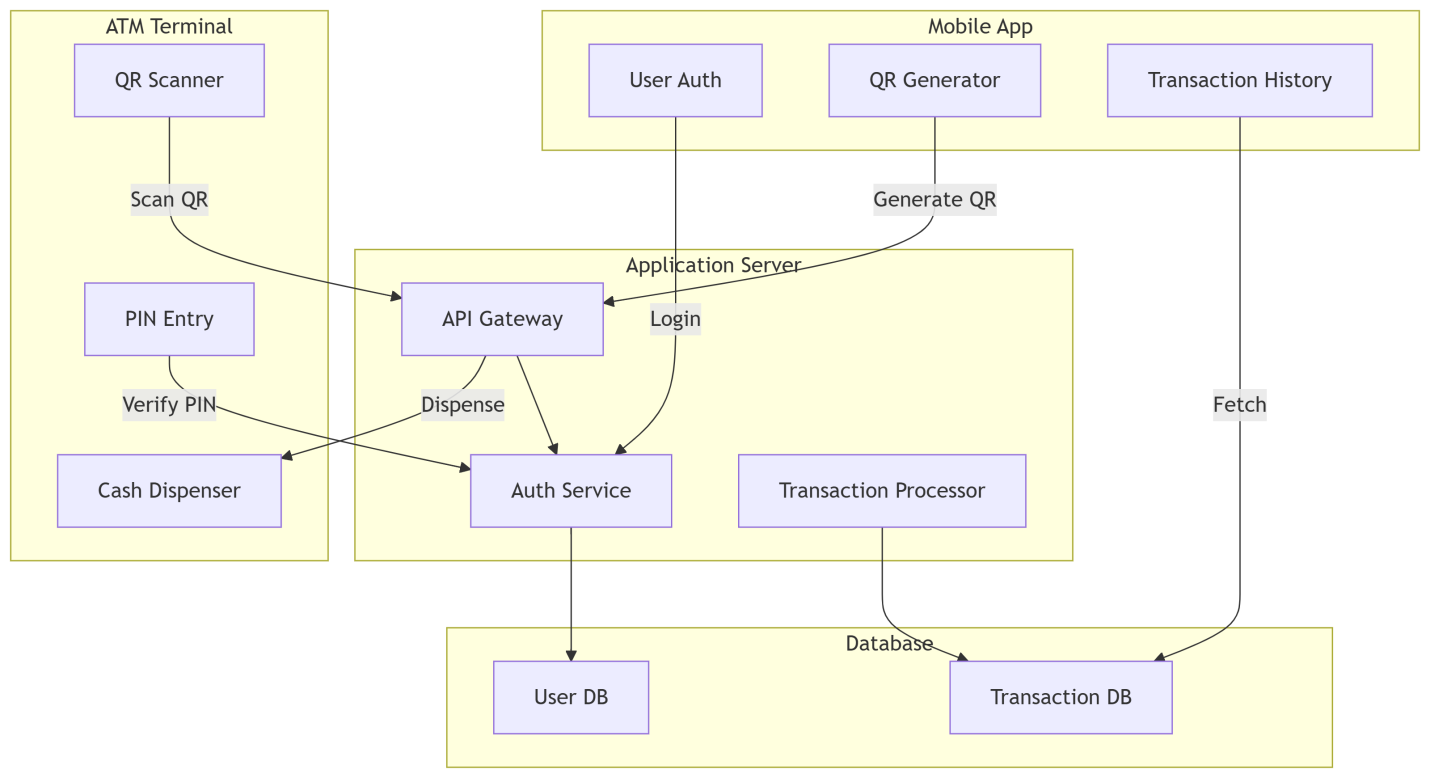 ATM Terminal
Mobile App
QR Scanner
User Auth
QR Generator
Transaction History
Scan QR
Generate QR
Application Server
PIN Entry
API Gateway
Login
Verify PIN
Dispense
Fetch
Cash Dispenser
Auth Service
Transaction Processor
Database
User DB
Transaction DB